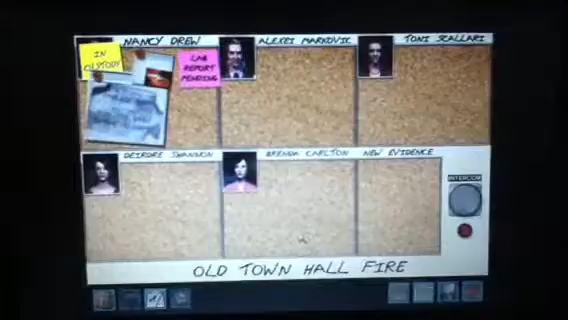 NANCY DREW
ALEXEI MARKOVIC
TONI SCALLARI
IN
CUSTODY
LAB
REPORT
PENDING
DEIRDRE SHANNON
BRENDA CARLTON
NEW EVIDENCE
INTERCOM
OLD TOWN HALL FIRE